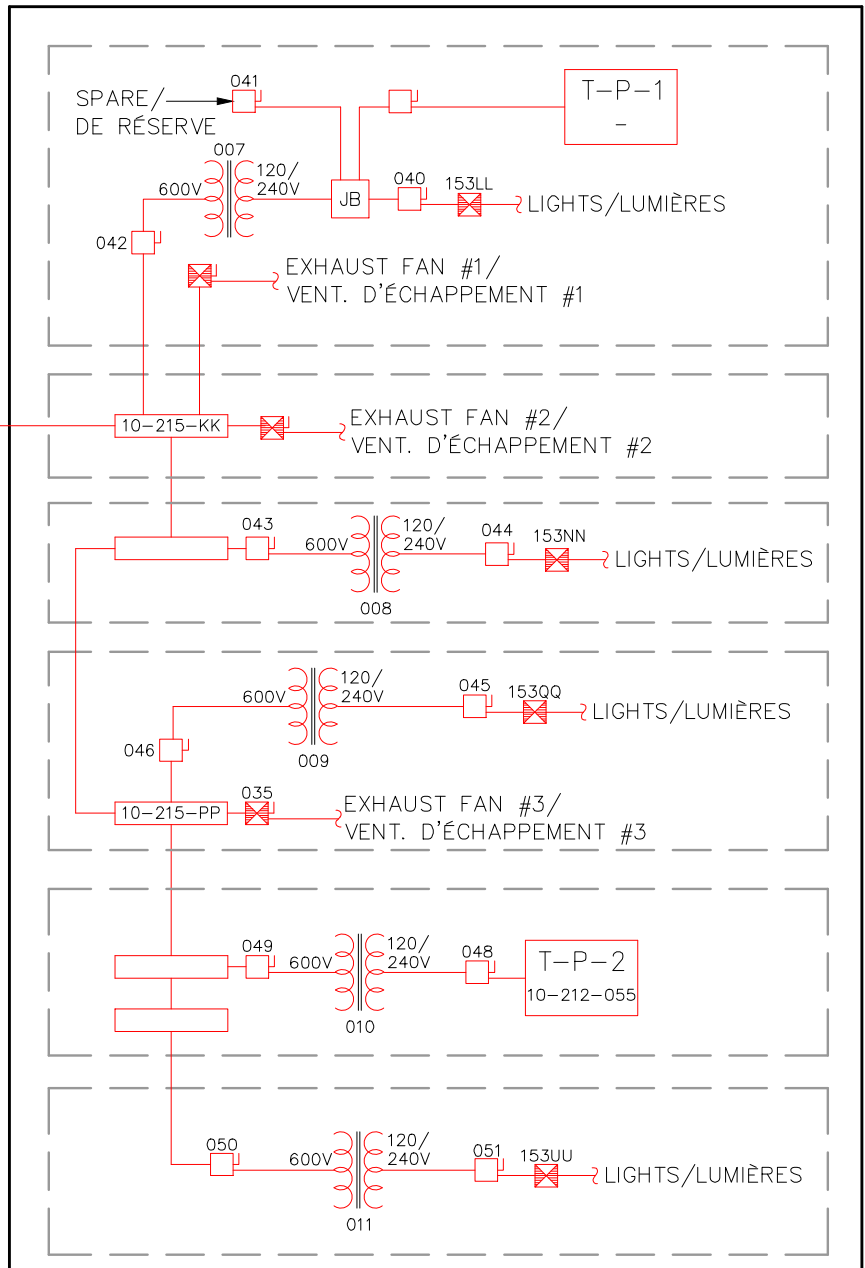 041
SPARE/
DE RÉSERVE
T-P-1
-
007
600V
120/
240V
JB
040
153LL
LIGHTS/LUMIÈRES
042
EXHAUST FAN #1/
VENT. D'ÉCHAPPEMENT #1
10-215-KK
EXHAUST FAN #2/
VENT. D'ÉCHAPPEMENT #2
043
600V
120/
240V
044
153NN
LIGHTS/LUMIÈRES
008
600V
120/
240V
045
153QQ
LIGHTS/LUMIÈRES
046
009
10-215-PP
035
EXHAUST FAN #3/
VENT. D'ÉCHAPPEMENT #3
049
600V
120/
240V
048
T-P-2
10-212-055
010
050
600V
120/
240V
051
153UU
LIGHTS/LUMIÈRES
011